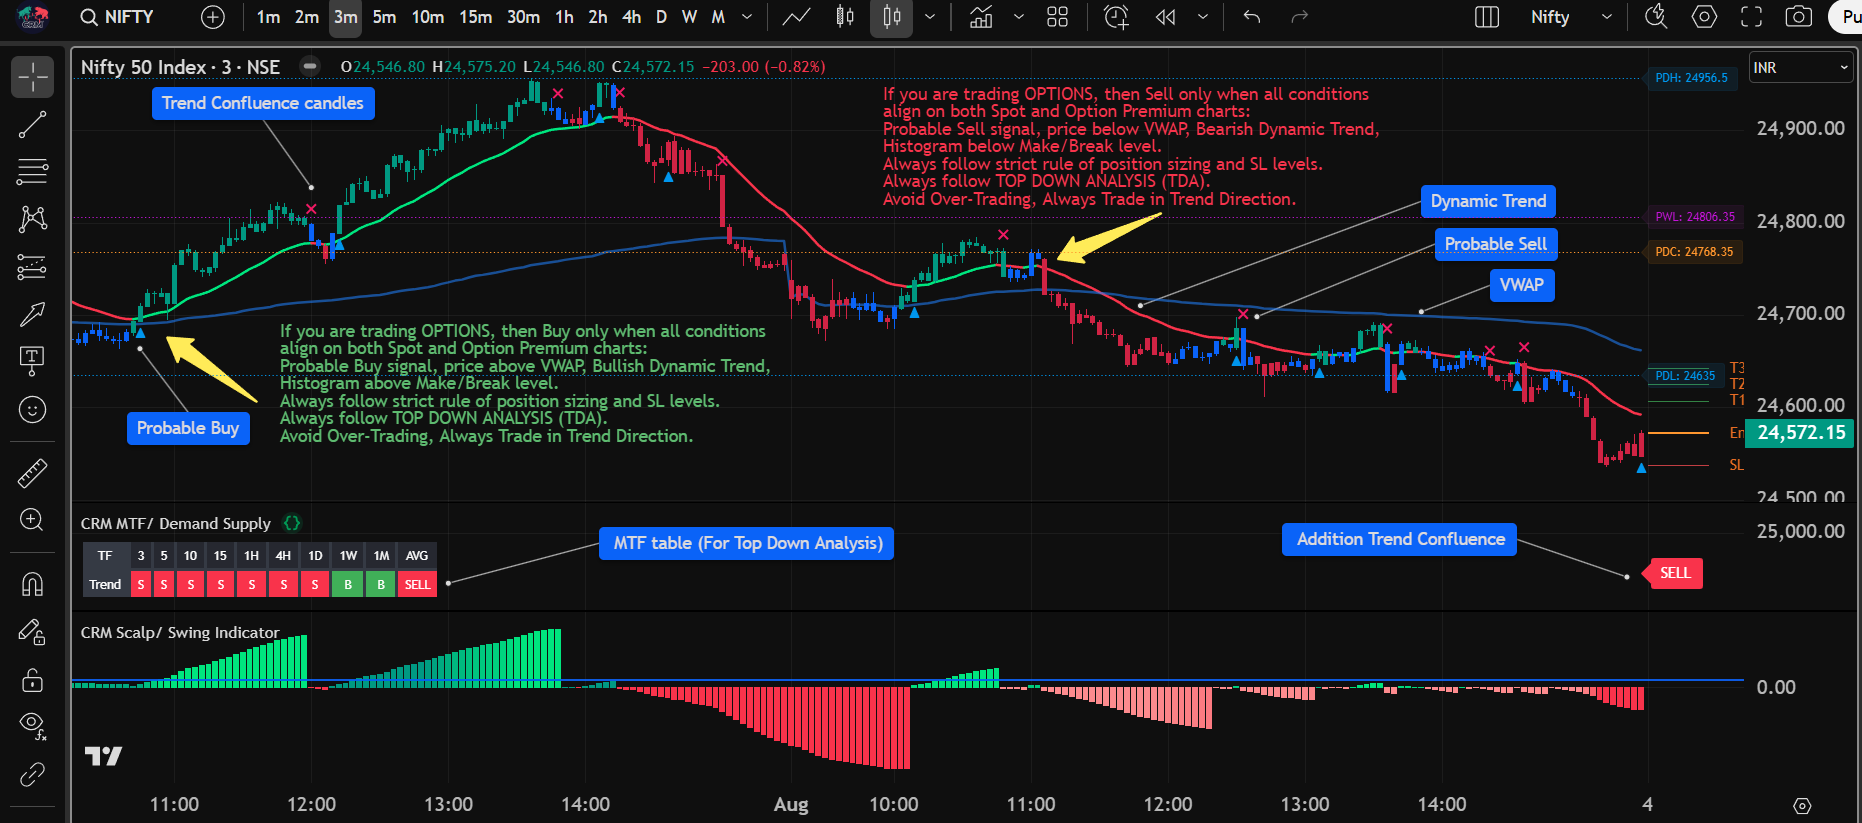 CRM
NIFTY
1m 2m 3m 5m 10m 15m 30m 1h 2h 4h D W M
Nifty
Pu
Nifty 50 Index · 3 · NSE
O24,546.80 H24,575.20 L24,546.80 C24,572.15 −203.00 (−0.82%)
INR
PDH: 24956.5
Trend Confluence candles
If you are trading OPTIONS, then Sell only when all conditions
align on both Spot and Option Premium charts:
Probable Sell signal, price below VWAP, Bearish Dynamic Trend,
Histogram below Make/Break level.
Always follow strict rule of position sizing and SL levels.
Always follow TOP DOWN ANALYSIS (TDA).
Avoid Over-Trading, Always Trade in Trend Direction.
24,900.00
Dynamic Trend
PWL: 24806.35
24,800.00
Probable Sell
PDC: 24768.35
VWAP
24,700.00
If you are trading OPTIONS, then Buy only when all conditions
align on both Spot and Option Premium charts:
Probable Buy signal, price above VWAP, Bullish Dynamic Trend,
Histogram above Make/Break level.
Always follow strict rule of position sizing and SL levels.
Always follow TOP DOWN ANALYSIS (TDA).
Avoid Over-Trading, Always Trade in Trend Direction.
Probable Buy
T3
PDL: 24635
T2
T1
24,600.00
En
24,572.15
SL
24,500.00
CRM MTF/ Demand Supply {}
25,000.00
MTF table (For Top Down Analysis)
Addition Trend Confluence
TF 3 5 10 15 1H 4H 1D 1W 1M AVG
Trend S S S S S S S B B SELL
SELL
CRM Scalp/ Swing Indicator
0.00
11:00 12:00 13:00 14:00 Aug 10:00 11:00 12:00 13:00 14:00 4